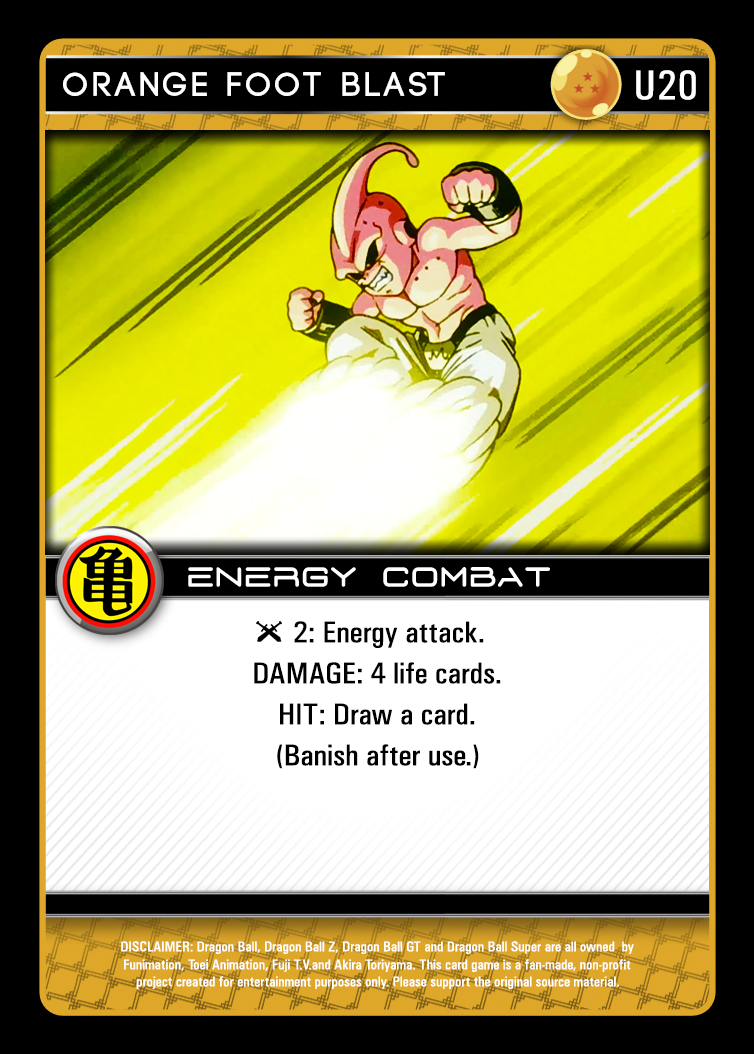 ORANGE FOOT BLAST U20
亀
ENERGY COMBAT
2: Energy attack.
DAMAGE: 4 life cards.
HIT: Draw a card.
(Banish after use.)
DISCLAIMER: Dragon Ball, Dragon Ball Z, Dragon Ball GT and Dragon Ball Super are all owned by
Funimation, Toei Animation, Fuji T.V.and Akira Toriyama. This card game is a fan-made, non-profit
project created for entertainment purposes only. Please support the original source material.